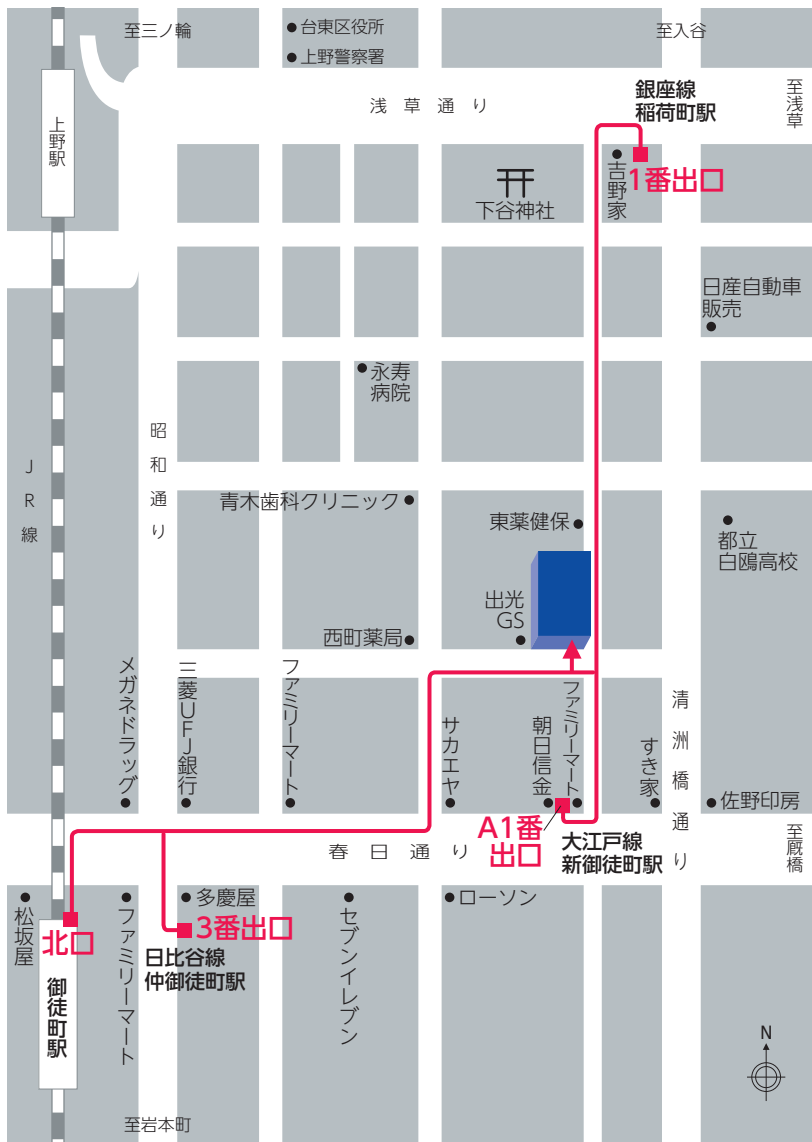 至三ノ輪
台東区役所
上野警察署
至入谷
銀座線
稲荷町駅
至浅草
浅草通り
上野駅
1番出口
吉野家
下谷神社
日産自動車
販売
永寿
病院
昭和通り
JR線
青木歯科クリニック
東薬健保
都立
白鴎高校
出光
GS
西町薬局
メガネドラッグ
三菱UFJ銀行
ファミリーマート
サカエヤ
朝日信金
ファミリーマート
すき家
清洲橋通り
佐野印房
A1番
出口
大江戸線
新御徒町駅
至厩橋
春日通り
松坂屋
北口
御徒町駅
ファミリーマート
多慶屋
3番出口
日比谷線
仲御徒町駅
セブンイレブン
ローソン
N
至岩本町